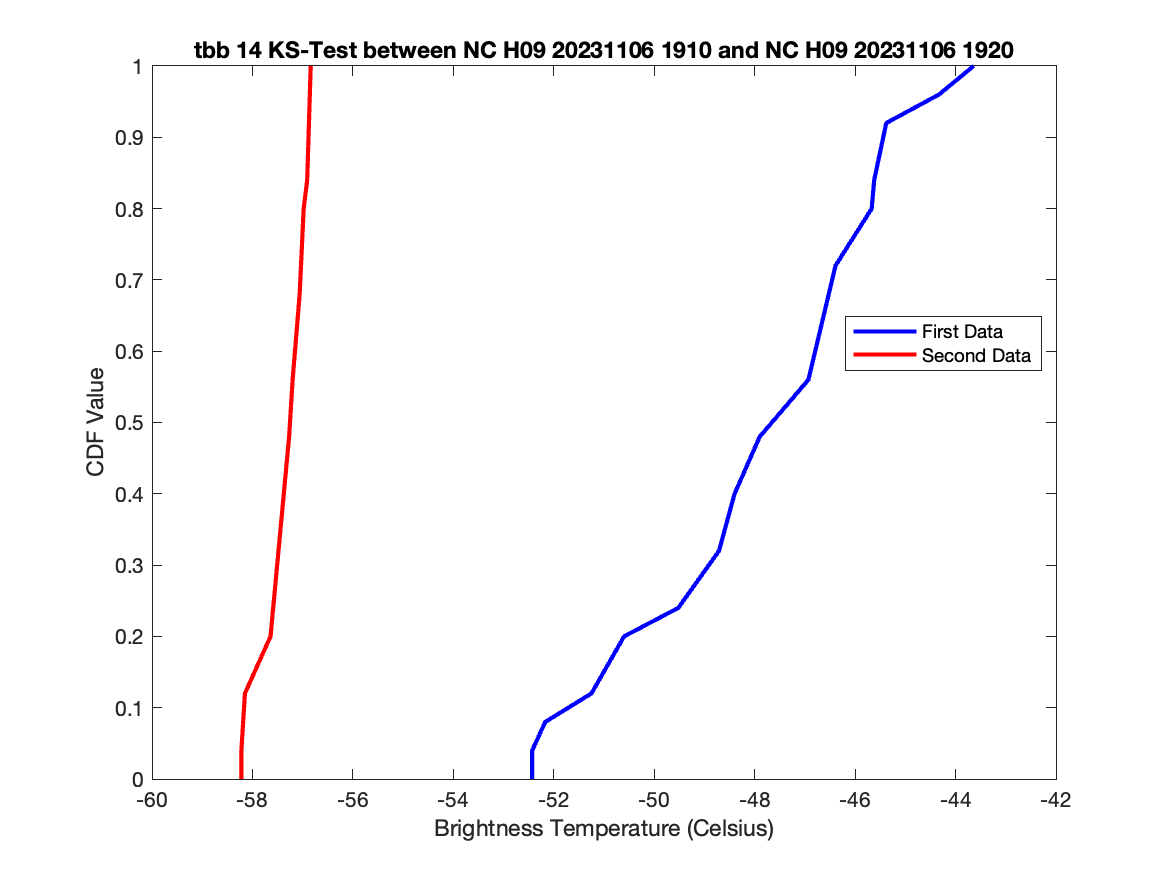 tbb 14 KS-Test between NC H09 20231106 1910 and NC H09 20231106 1920
1
0.9
0.8
0.7
0.6
0.5
0.4
0.3
0.2
0.1
0
CDF Value
First Data
Second Data
-60 -58 -56 -54 -52 -50 -48 -46 -44 -42
Brightness Temperature (Celsius)